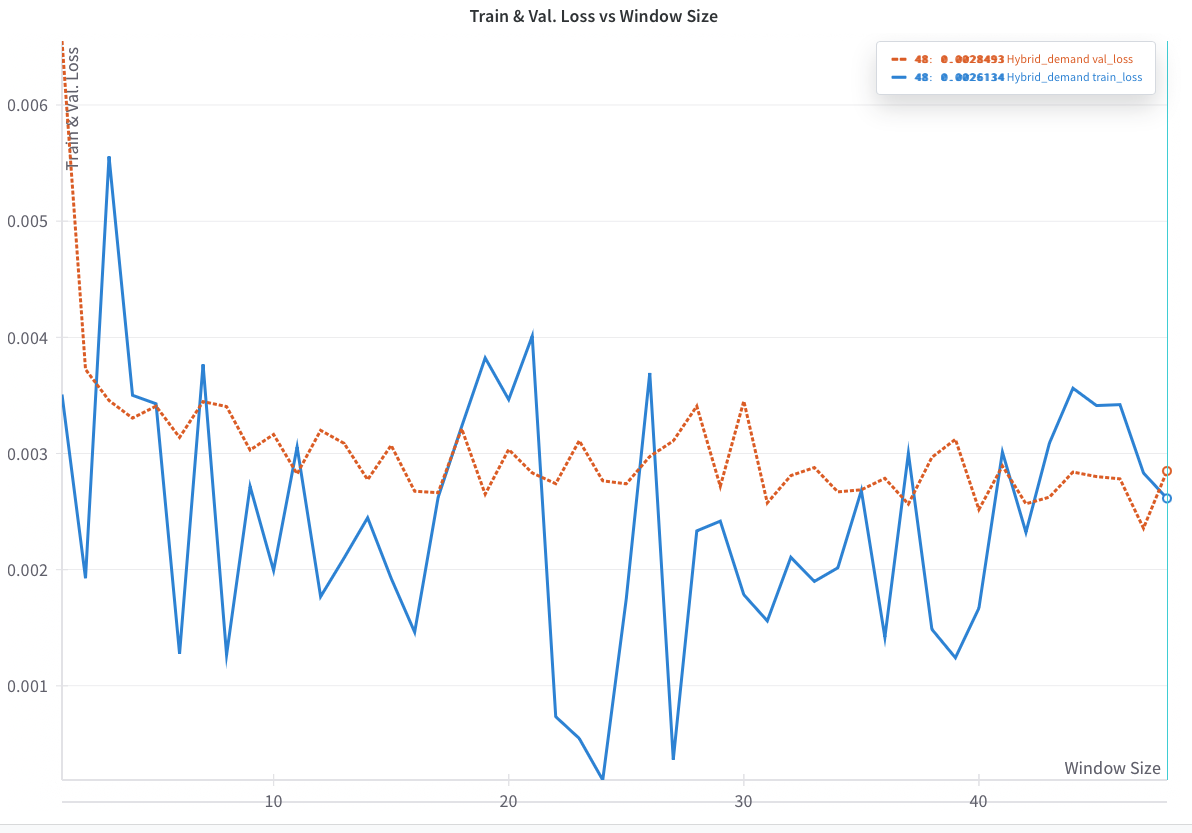 Train & Val. Loss vs Window Size
48: 0.0028493 Hybrid_demand val_loss
48: 0.0026134 Hybrid_demand train_loss
Train & Val. Loss
0.006
0.005
0.004
0.003
0.002
0.001
Window Size
10 20 30 40